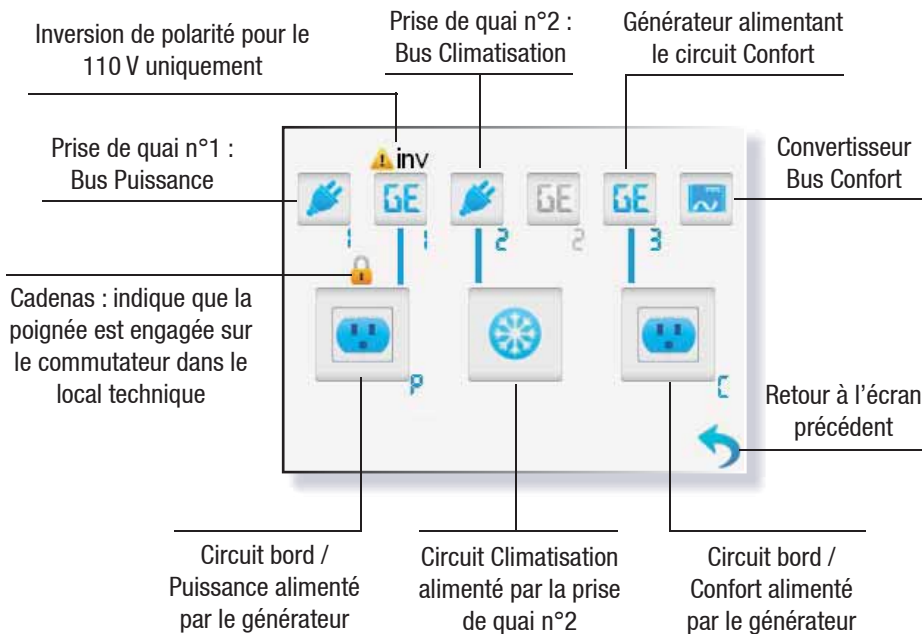 Inversion de polarité pour le
110 V uniquement
Prise de quai n°2 :
Bus Climatisation
Générateur alimentant
le circuit Confort
Prise de quai n°1 :
Bus Puissance
Convertisseur
Bus Confort
inv
GE
GE
GE
1
1
2
2
3
Cadenas : indique que la
poignée est engagée sur
le commutateur dans le
local technique
P
C
Retour à l'écran
précédent
Circuit bord /
Puissance alimenté
par le générateur
Circuit Climatisation
alimenté par la prise
de quai n°2
Circuit bord /
Confort alimenté
par le générateur